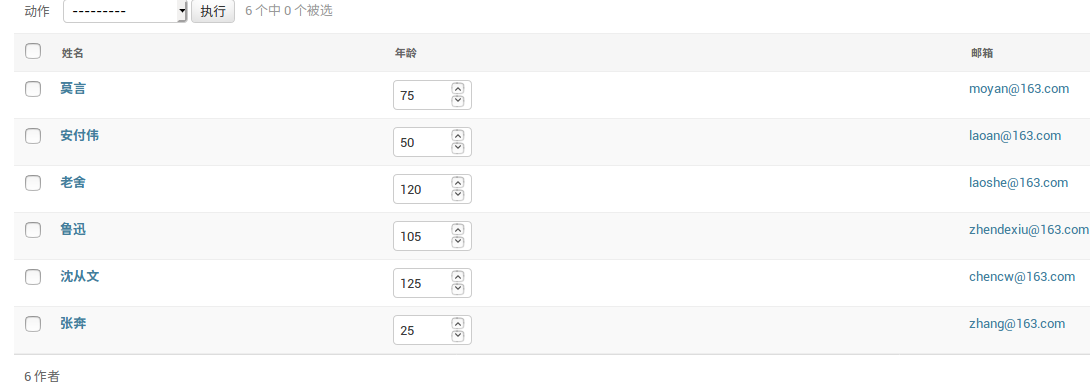 动作 --------- 执行 6 个中 0 个被选
姓名 年龄 邮箱
莫言 75 moyan@163.com
安付伟 50 laoan@163.com
老舍 120 laoshe@163.com
鲁迅 105 zhendexiu@163.com
沈从文 125 chencw@163.com
张奔 25 zhang@163.com
6 作者